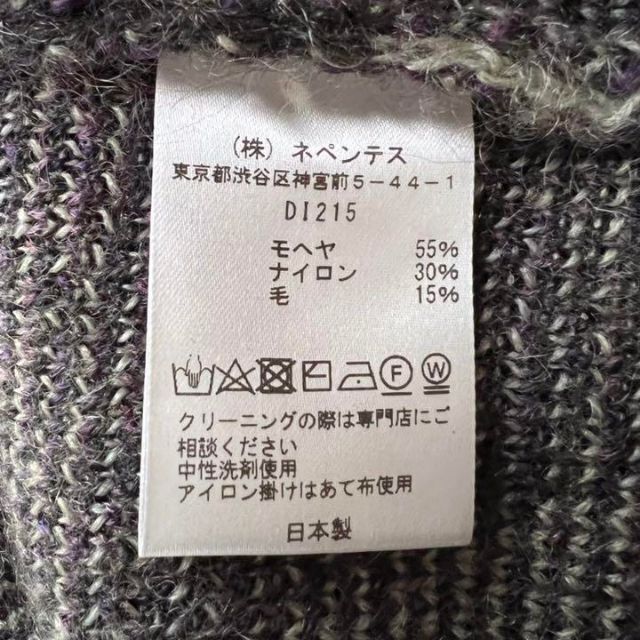 (株) ネペンテス
東京都渋谷区神宮前5-44-1
DI215
モヘヤ 55%
ナイロン 30%
毛 15%
F W
クリーニングの際は専門店にご
相談ください
中性洗剤使用
アイロン掛けはあて布使用
日本製